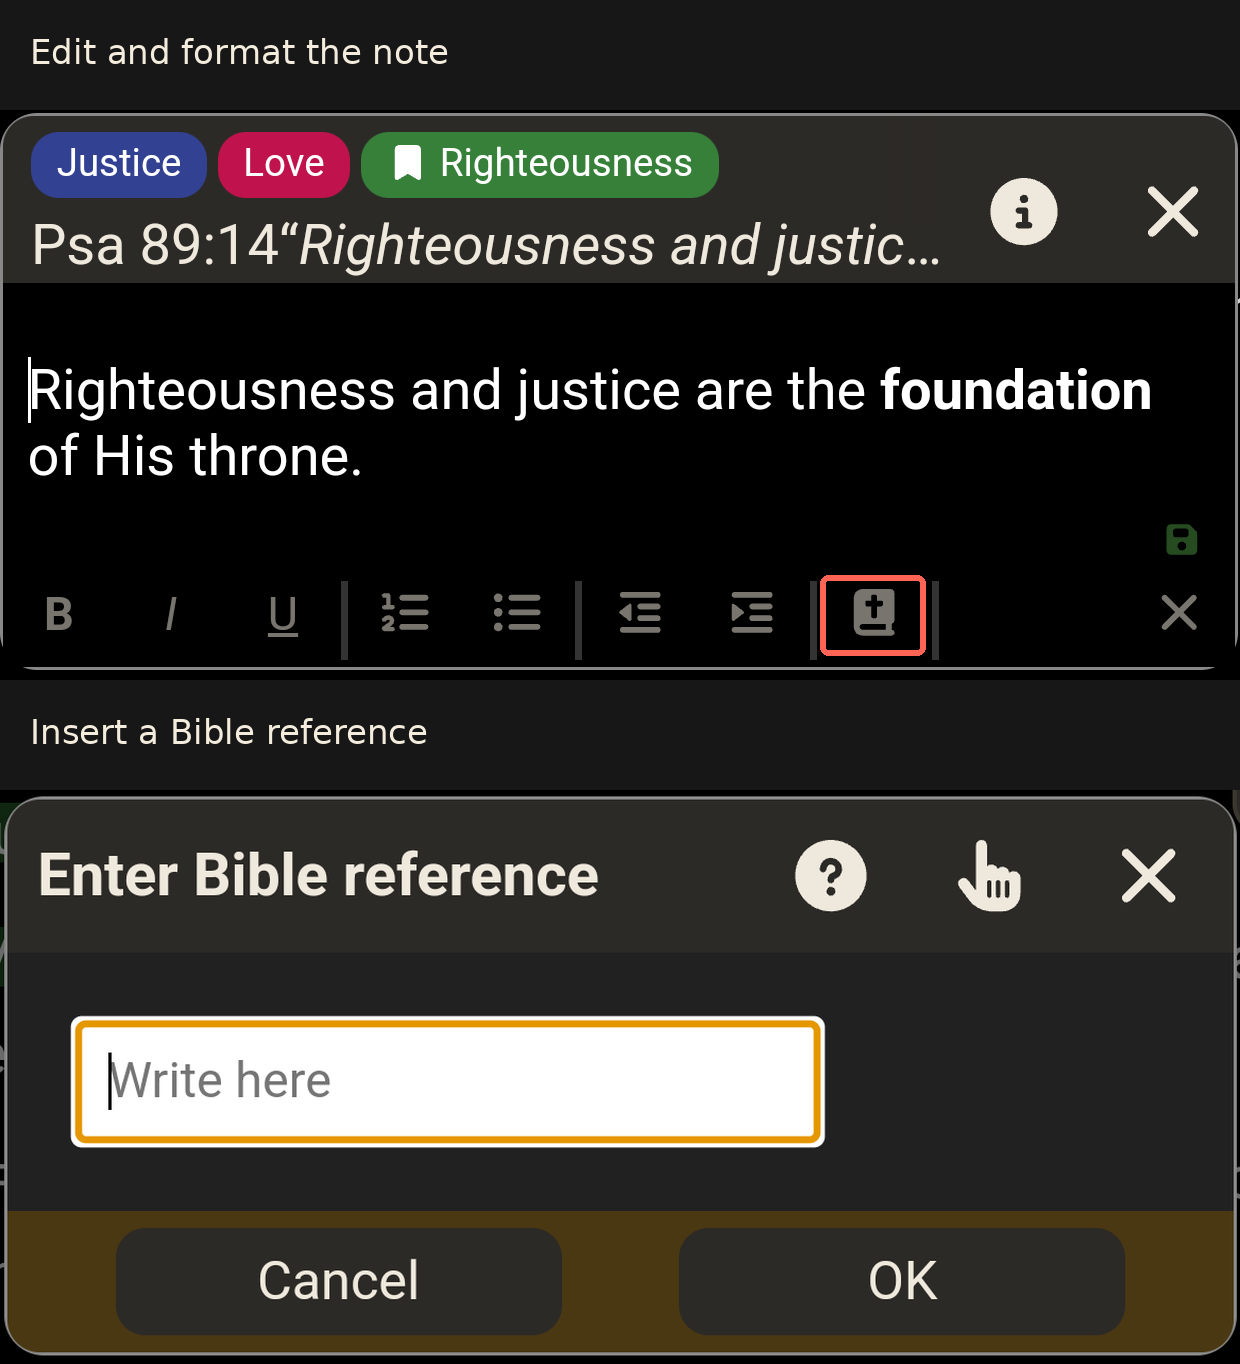 Edit and format the note
Justice Love Righteousness
Psa 89:14“Righteousness and justic…
Righteousness and justice are the foundation
of His throne.
B I U
Insert a Bible reference
Enter Bible reference
Write here
Cancel OK